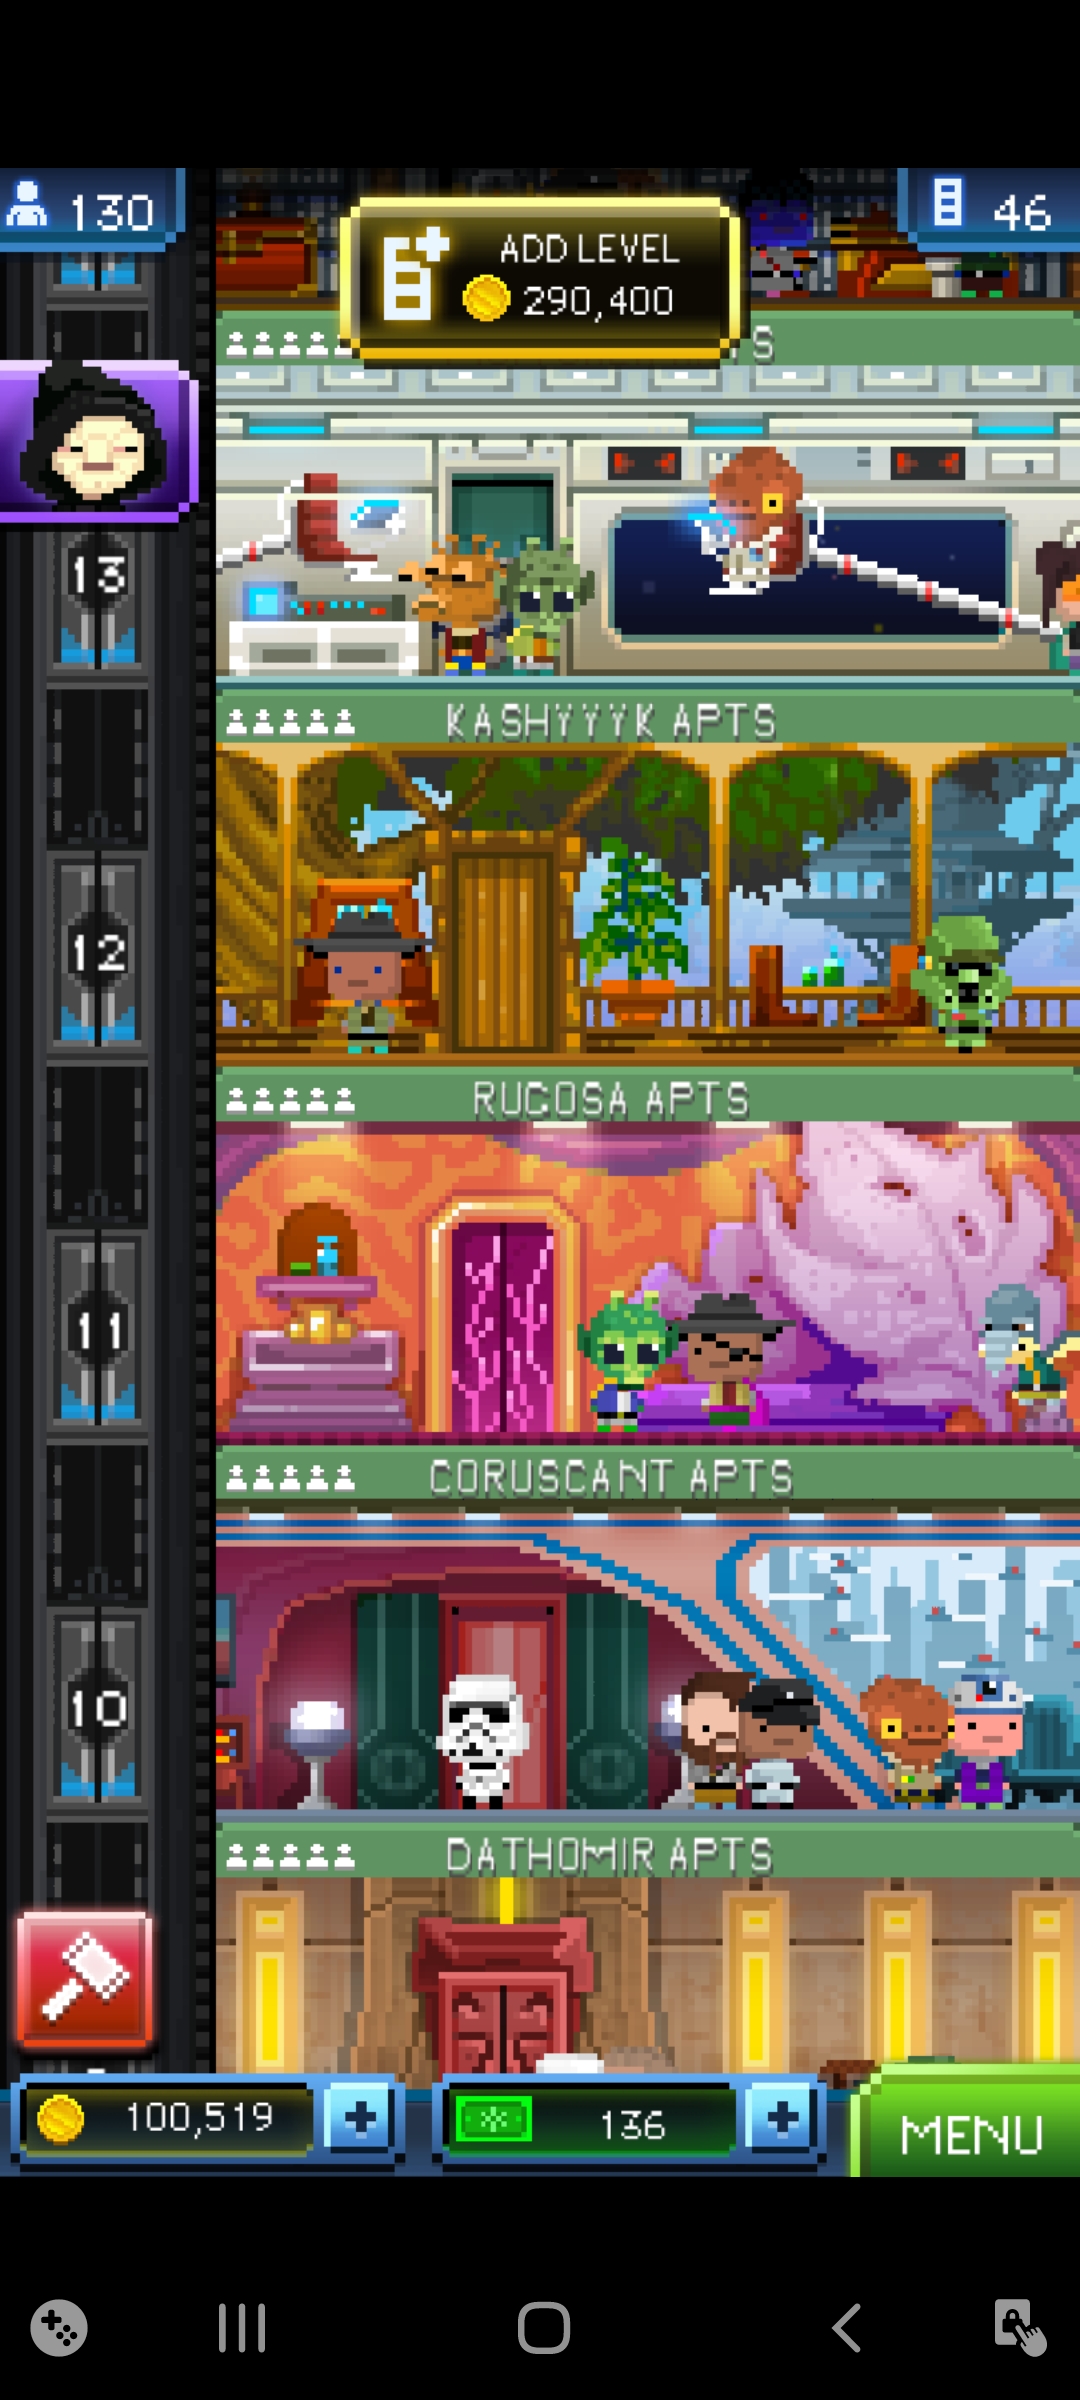 130
46
ADD LEVEL
290,400
S
13
KASHYYYK APTS
12
RUGOSA APTS
11
CORUSCANT APTS
10
DATHOMIR APTS
100,519
136
MENU